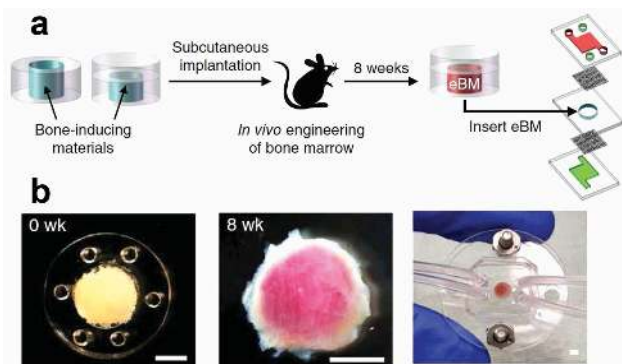 a
Subcutaneous
implantation
8 weeks
eBM
Bone-inducing
materials
In vivo engineering
of bone marrow
Insert eBM
b
0 wk
8 wk